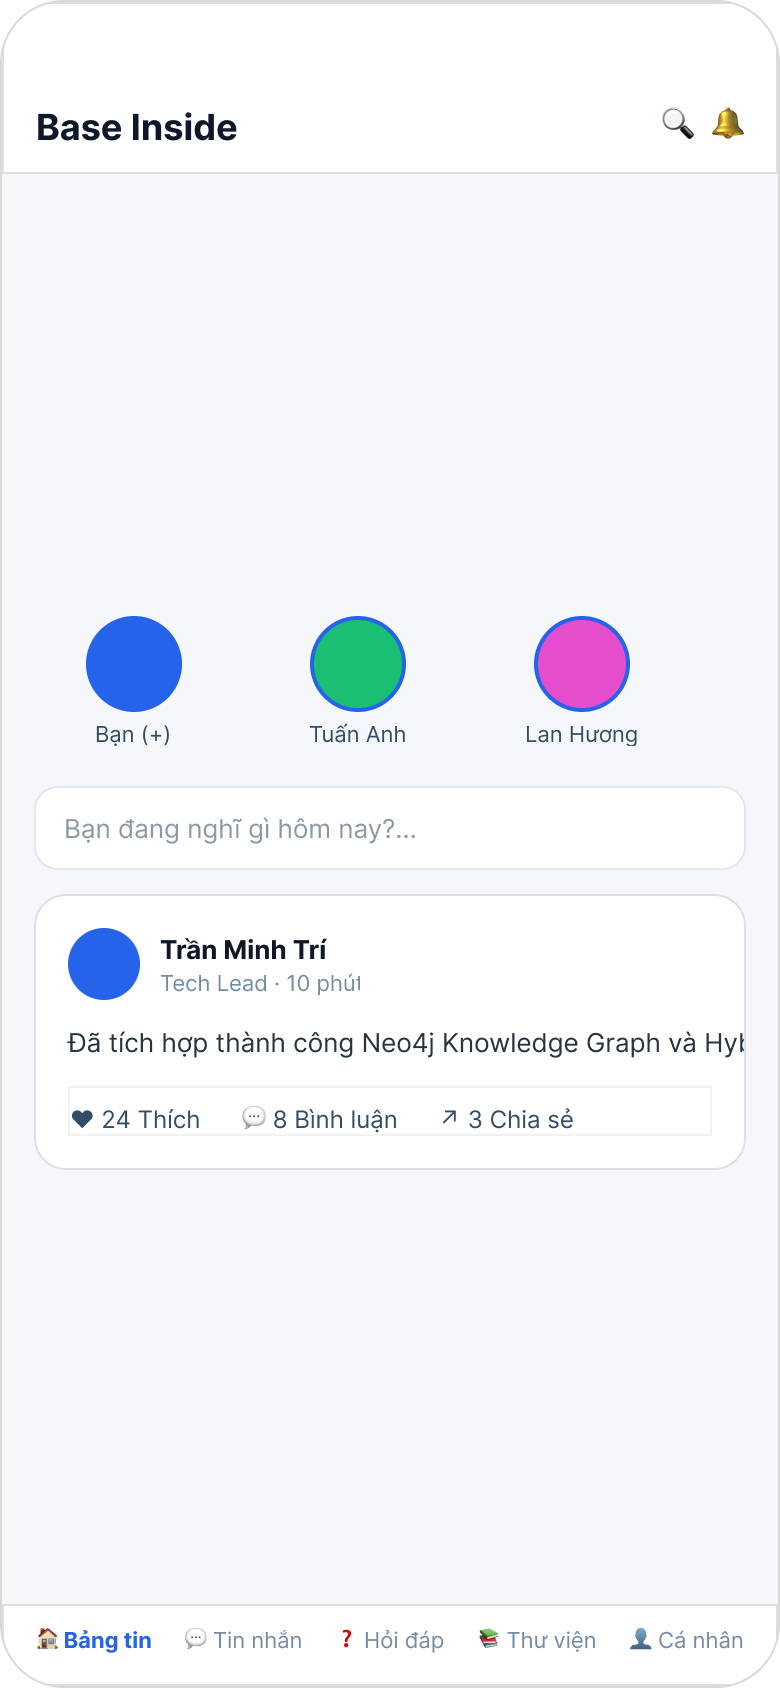 Base Inside
Bạn (+)
Tuấn Anh
Lan Hương
Bạn đang nghĩ gì hôm nay?...
Trần Minh Trí
Tech Lead · 10 phút
Đã tích hợp thành công Neo4j Knowledge Graph và
24 Thích 8 Bình luận 3 Chia sẻ
Bảng tin Tin nhắn Hỏi đáp Thư viện Cá nhân